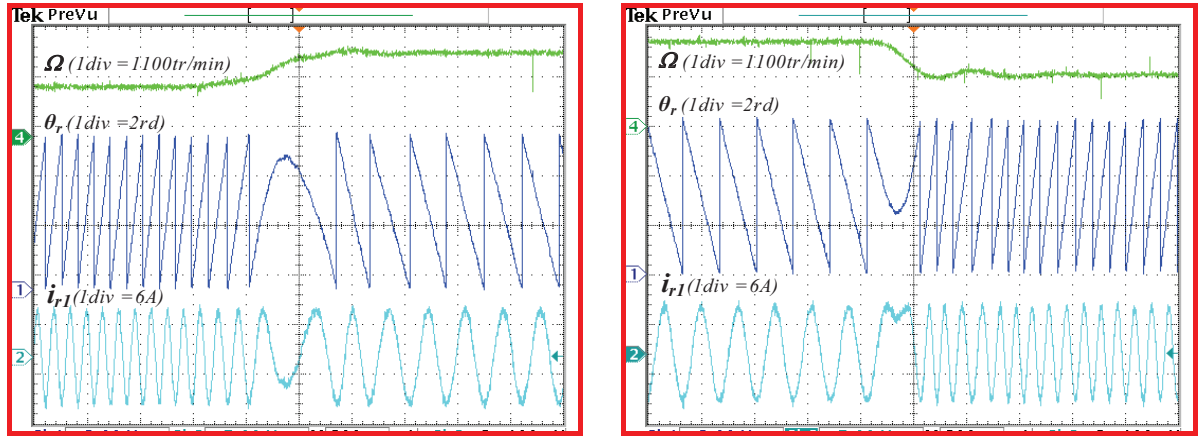 Tek PreVu
Ω (1div =1100tr/min)
θr (1div =2rd)
4
1
ir1 (1div =6A)
2
Tek PreVu
Ω (1div =1100tr/min)
θr (1div =2rd)
4
1
ir1 (1div =6A)
2